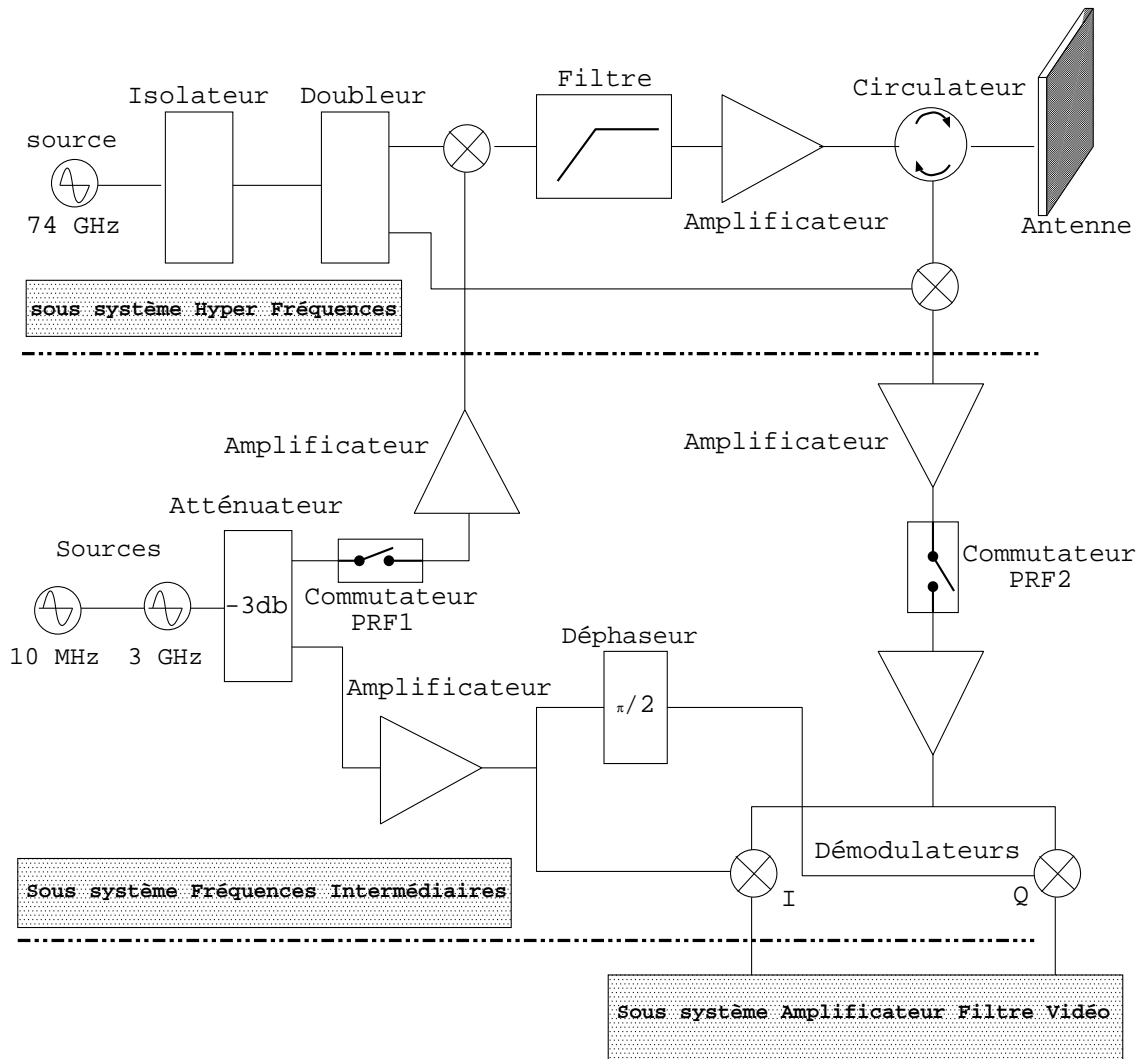 Isolateur
Doubleur
Filtre
Circulateur
source
74 GHz
Amplificateur
Antenne
sous système Hyper Fréquences
Amplificateur
Amplificateur
Atténuateur
Sources
-3db
Commutateur
PRF1
Commutateur
PRF2
10 MHz
3 GHz
Déphaseur
π/2
Amplificateur
Démodulateurs
I
Q
Sous système Fréquences Intermédiaires
Sous système Amplificateur Filtre Vidéo